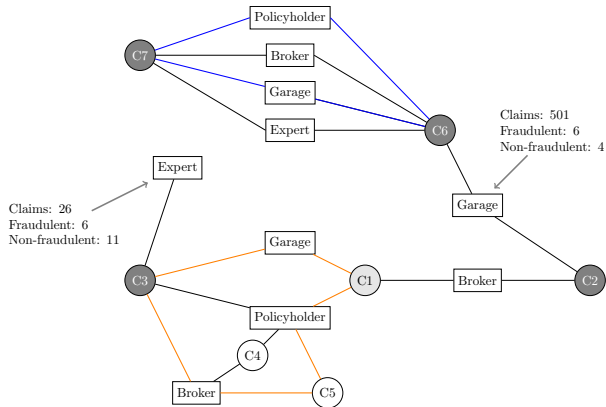 Policyholder
C7
Broker
Garage
Expert
C6
Claims: 501
Fraudulent: 6
Non-fraudulent: 4
Expert
Garage
Claims: 26
Fraudulent: 6
Non-fraudulent: 11
Garage
C3
C1
Broker
C2
Policyholder
C4
Broker
C5